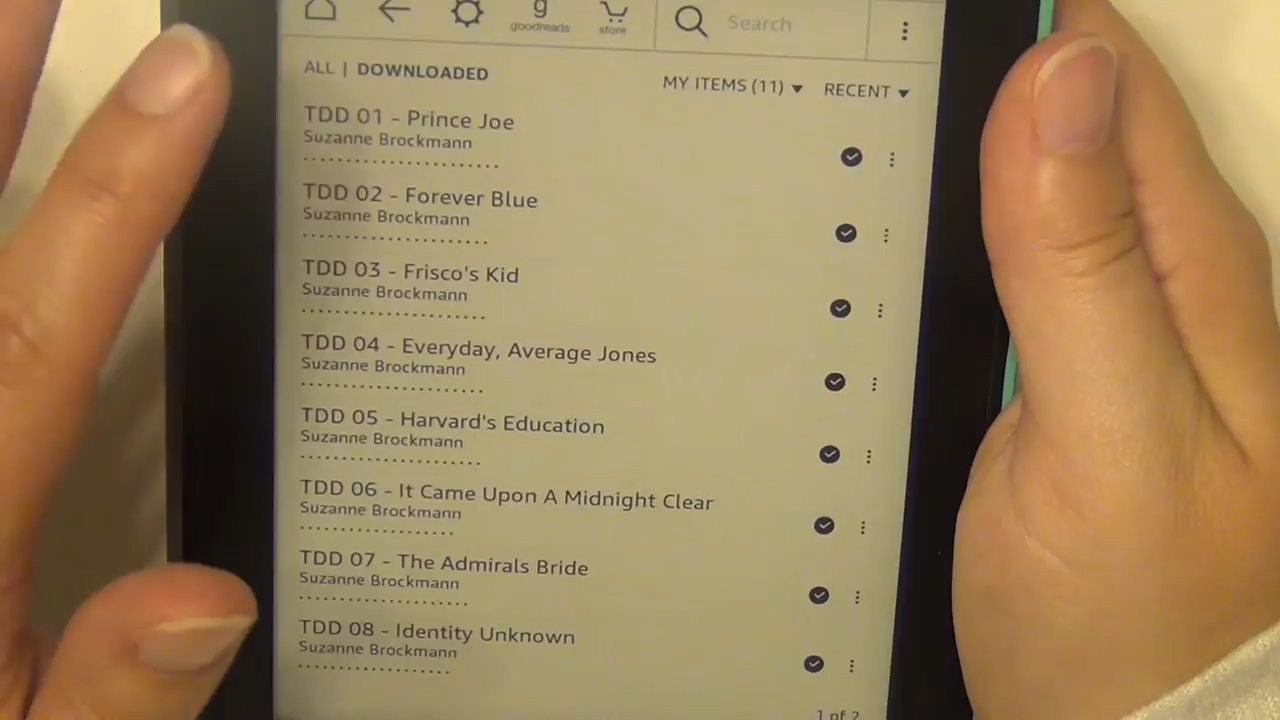 g
goodreads
store
Search
ALL | DOWNLOADED
MY ITEMS (11)
RECENT
TDD 01 - Prince Joe
Suzanne Brockmann
TDD 02 - Forever Blue
Suzanne Brockmann
TDD 03 - Frisco's Kid
Suzanne Brockmann
TDD 04 - Everyday, Average Jones
Suzanne Brockmann
TDD 05 - Harvard's Education
Suzanne Brockmann
TDD 06 - It Came Upon A Midnight Clear
Suzanne Brockmann
TDD 07 - The Admirals Bride
Suzanne Brockmann
TDD 08 - Identity Unknown
Suzanne Brockmann
1 of 2